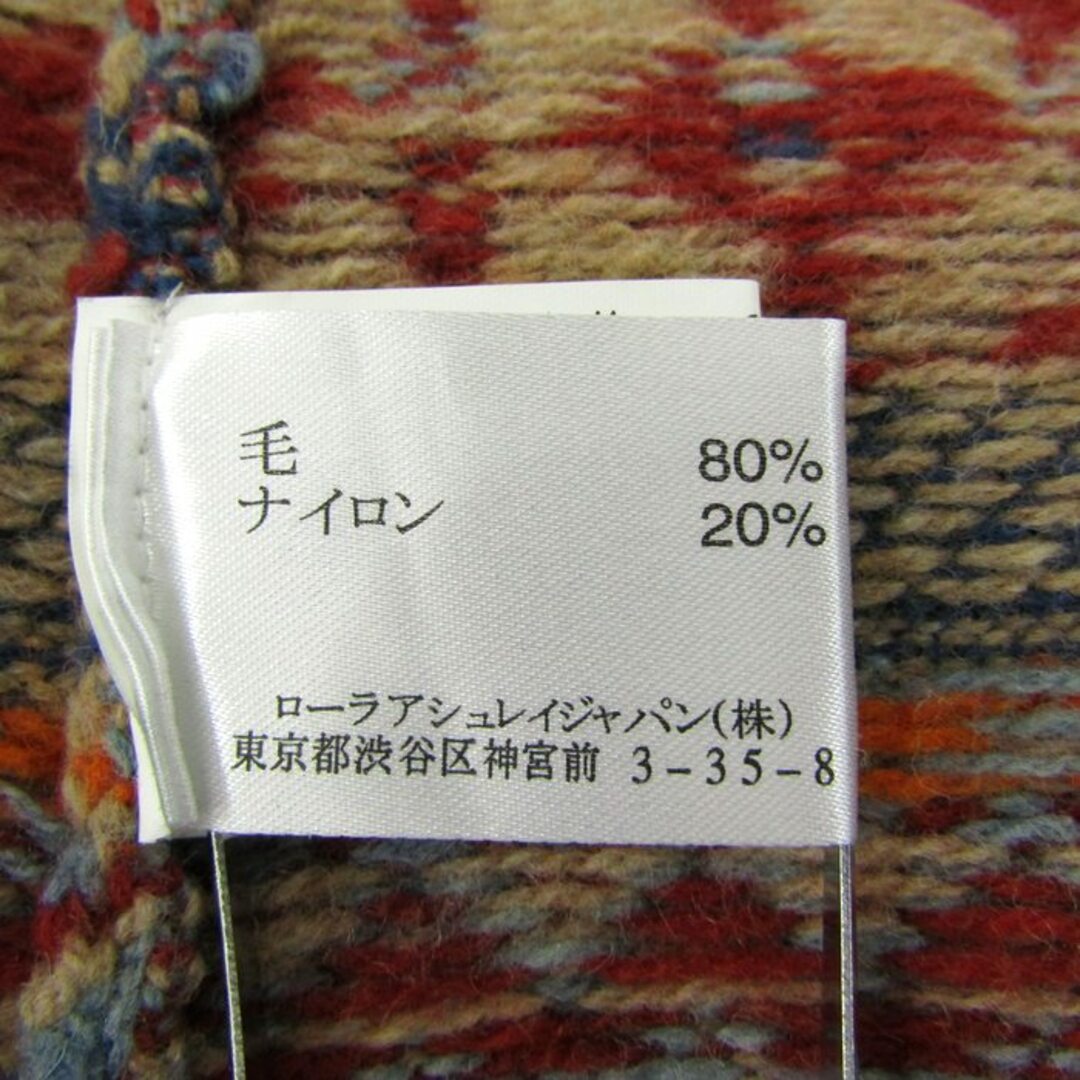 毛 80%
ナイロン 20%
ローラアシュレイジャパン(株)
東京都渋谷区神宮前 3-35-8